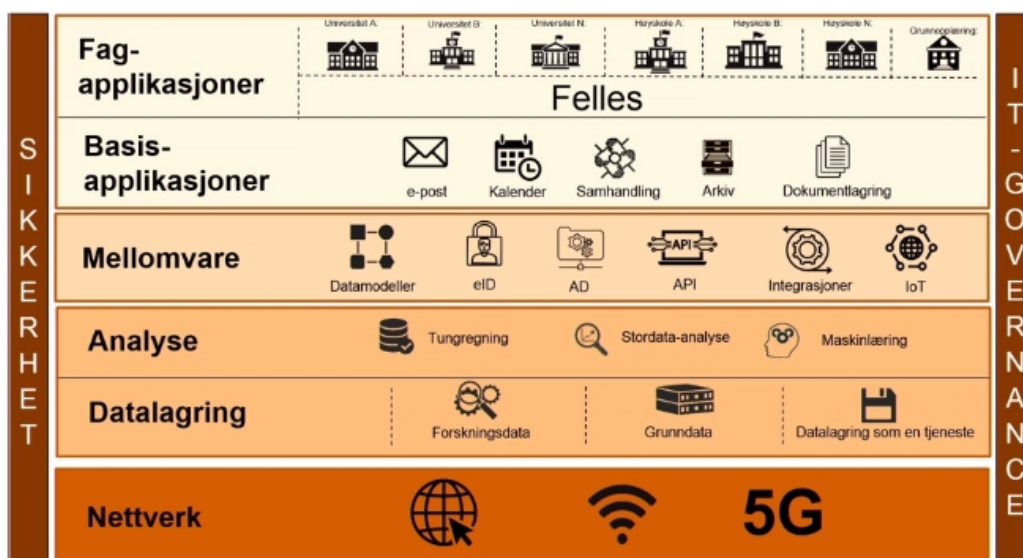 SIKKERHET
Fag-
applikasjoner
Universitet A:
Universitet B:
Universitet N:
Høyskole A:
Høyskole B:
Høyskole N:
Grunnopplæring:
Felles
Basis-
applikasjoner
e-post
Kalender
Samhandling
Arkiv
Dokumentlagring
Mellomvare
Datamodeller
eID
AD
API
API
Integrasjoner
IoT
Analyse
Tungregning
Stordata-analyse
Maskinlæring
Datalagring
Forskningsdata
Grunndata
Datalagring som en tjeneste
Nettverk
5G
IT-GOVERNANCE